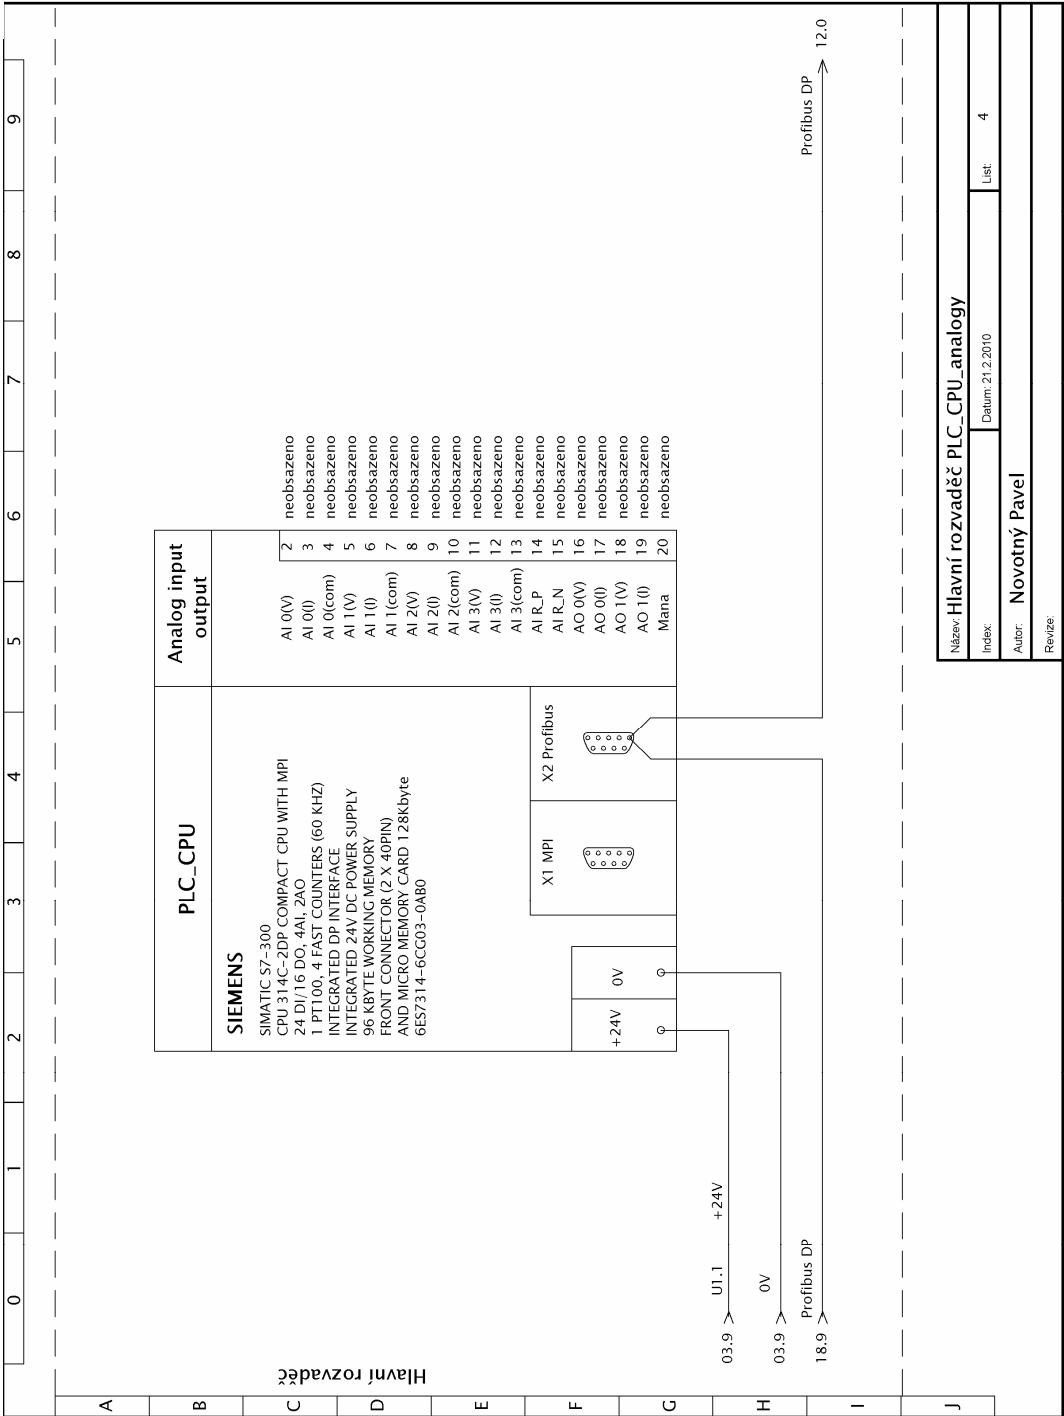 0 1 2 3 4 5 6 7 8 9
A
B
C
D
E
F
G
H
I
J
Hlavní rozvaděč
PLC_CPU
Analog input
output
SIEMENS
SIMATIC S7-300
CPU 314C-2DP COMPACT CPU WITH MPI
24 DI/16 DO, 4AI, 2AO
1 PT100, 4 FAST COUNTERS (60 KHZ)
INTEGRATED DP INTERFACE
INTEGRATED 24V DC POWER SUPPLY
96 KBYTE WORKING MEMORY
FRONT CONNECTOR (2 X 40PIN)
AND MICRO MEMORY CARD 128Kbyte
6ES7314-6CG03-0AB0
AI 0(V) 2 neobsazeno
AI 0(I) 3 neobsazeno
AI 0(com) 4 neobsazeno
AI 1(V) 5 neobsazeno
AI 1(I) 6 neobsazeno
AI 1(com) 7 neobsazeno
AI 2(V) 8 neobsazeno
AI 2(I) 9 neobsazeno
AI 2(com) 10 neobsazeno
AI 3(V) 11 neobsazeno
AI 3(I) 12 neobsazeno
AI 3(com) 13 neobsazeno
AI R_P 14 neobsazeno
AI R_N 15 neobsazeno
AO 0(V) 16 neobsazeno
AO 0(I) 17 neobsazeno
AO 1(V) 18 neobsazeno
AO 1(I) 19 neobsazeno
Mana 20 neobsazeno
X1 MPI
X2 Profibus
+24V
0V
03.9 U1.1 +24V
03.9 0V
18.9 Profibus DP
Profibus DP 12.0
Název: Hlavní rozvaděč PLC_CPU_analogy
Index: Datum: 21.2.2010 List: 4
Autor: Novotný Pavel
Revize: